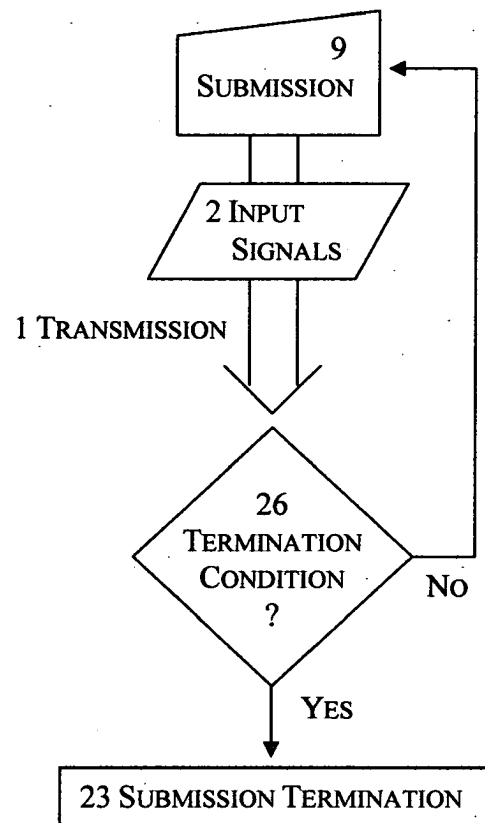 9
SUBMISSION
2 INPUT
SIGNALS
1 TRANSMISSION
26
TERMINATION
CONDITION
?
NO
YES
23 SUBMISSION TERMINATION